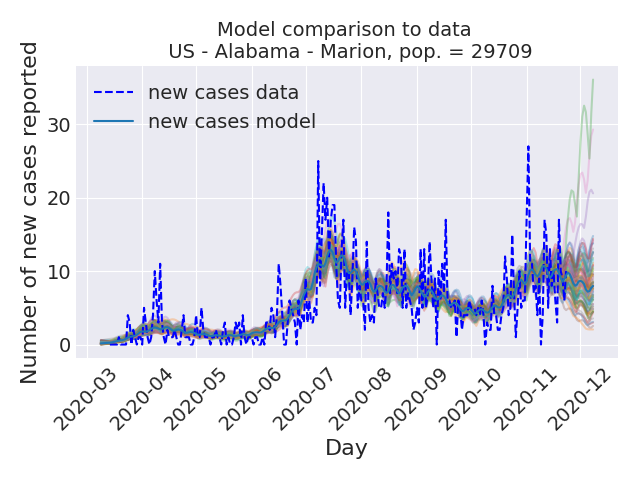 Model comparison to data
US - Alabama - Marion, pop. = 29709
Number of new cases reported
new cases data
new cases model
30
20
10
0
2020-03
2020-04
2020-05
2020-06
2020-07
2020-08
2020-09
2020-10
2020-11
2020-12
Day